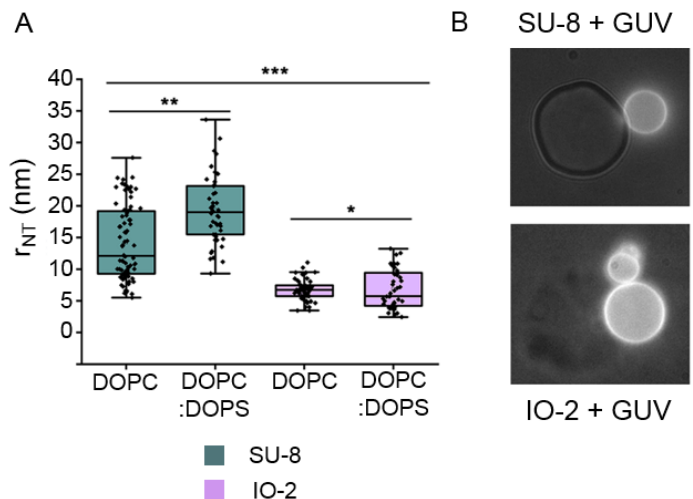 A
B
SU-8 + GUV
r_NT (nm)
40
35
30
25
20
15
10
5
0
***
**
*
DOPC
DOPC
:DOPS
DOPC
DOPC
:DOPS
SU-8
IO-2
IO-2 + GUV